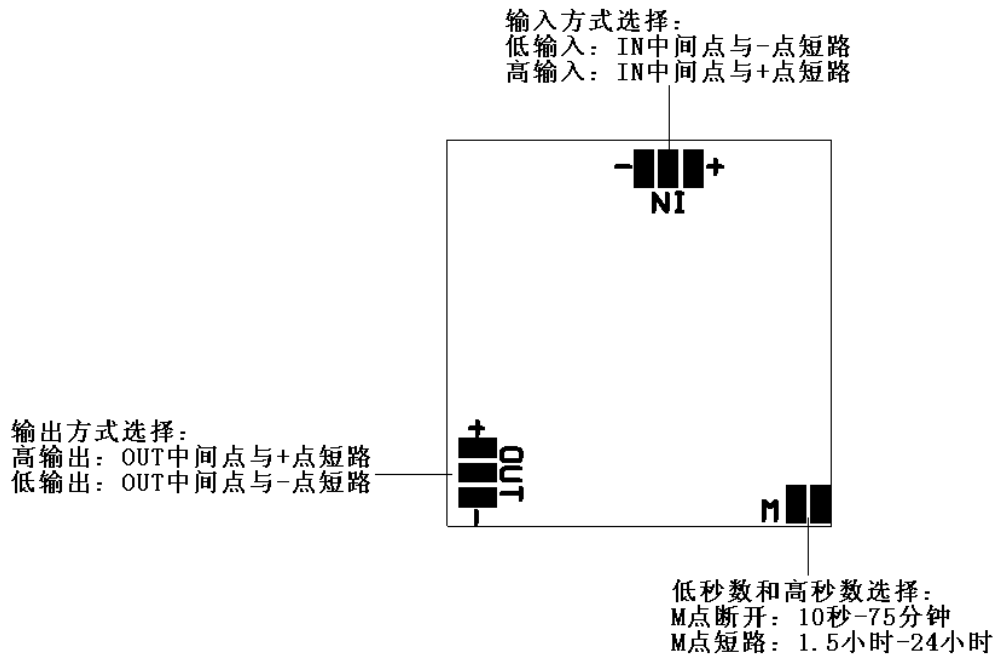 输入方式选择:
低输入: IN中间点与-点短路
高输入: IN中间点与+点短路
- +
NI
输出方式选择:
高输出: OUT中间点与+点短路
低输出: OUT中间点与-点短路
+
OUT
-
M
低秒数和高秒数选择:
M点断开: 10秒-75分钟
M点短路: 1.5小时-24小时